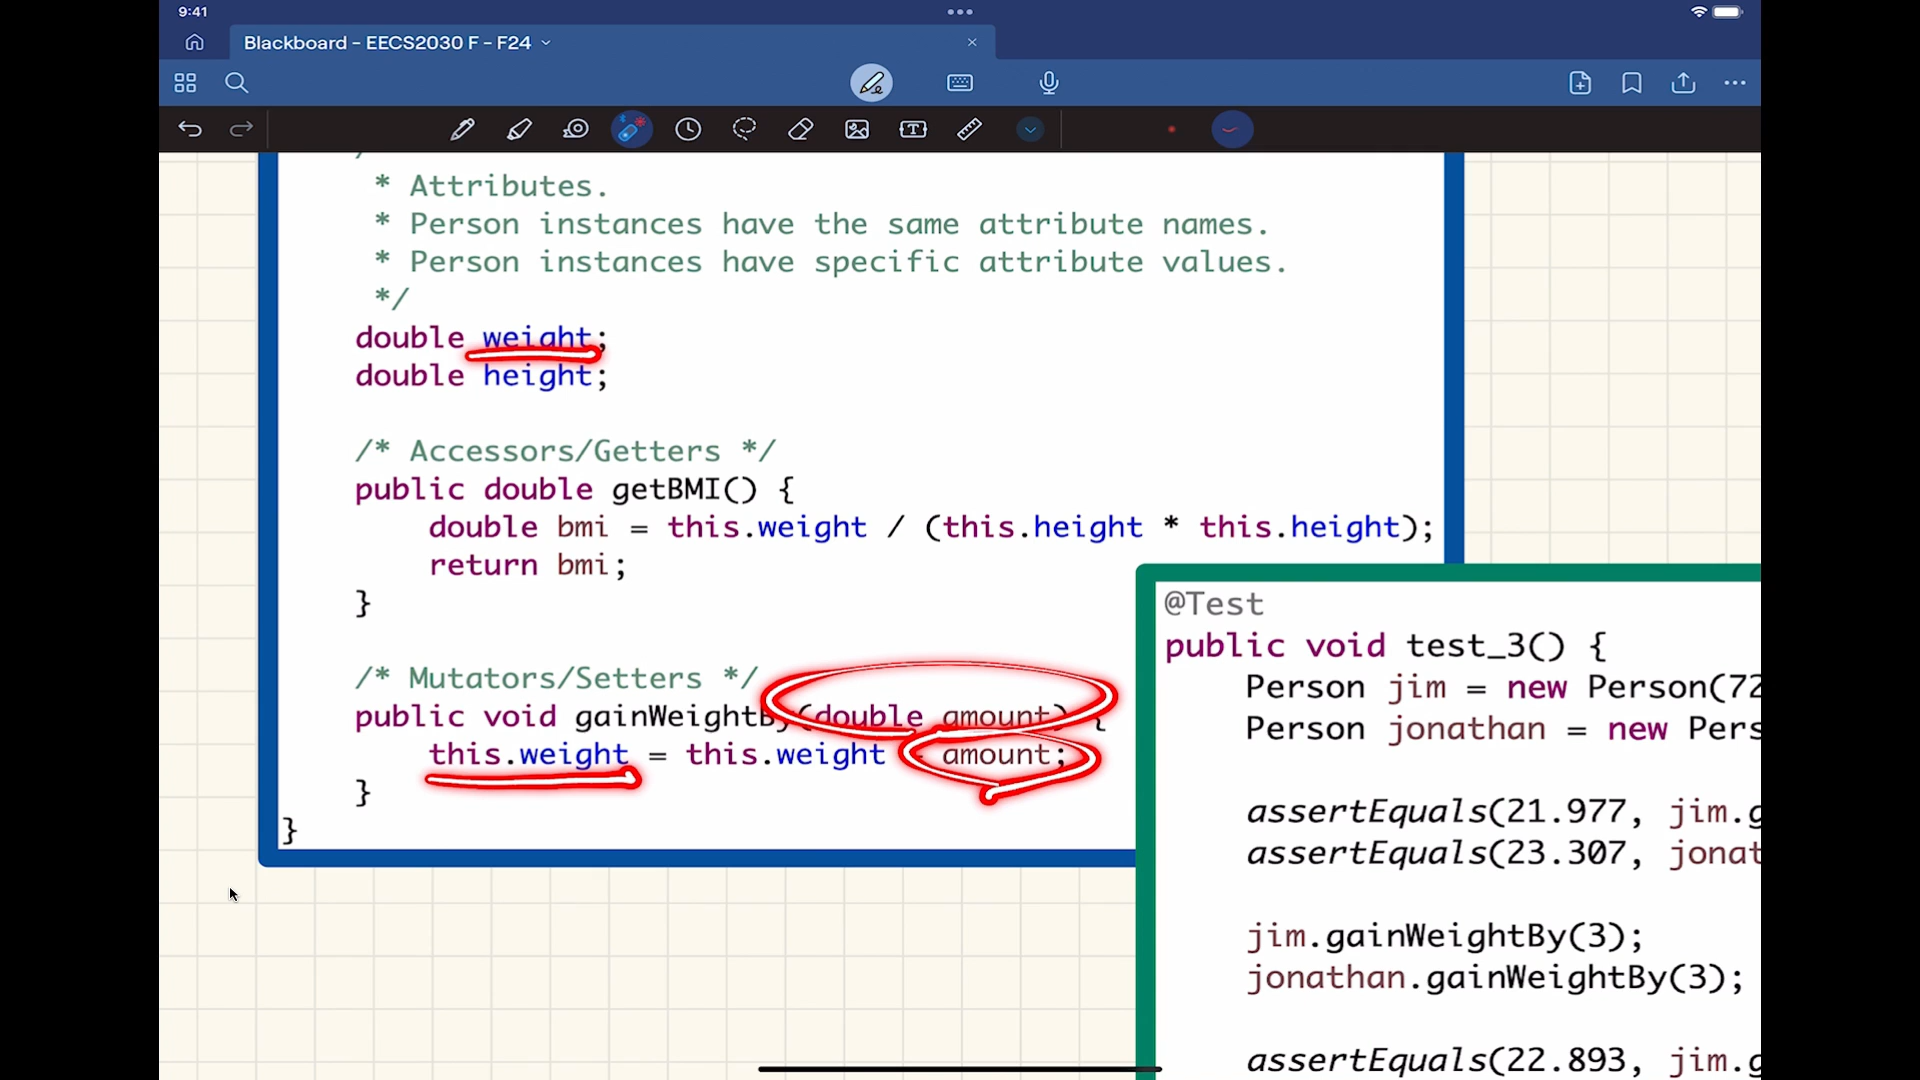 9:41
Blackboard - EECS2030 F - F24
* Attributes.
* Person instances have the same attribute names.
* Person instances have specific attribute values.
*/
double weight;
double height;
/* Accessors/Getters */
public double getBMI() {
double bmi = this.weight / (this.height * this.height);
return bmi;
}
/* Mutators/Setters */
public void gainWeightBy(double amount) {
this.weight = this.weight amount;
}
}
@Test
public void test_3() {
Person jim = new Person(72
Person jonathan = new Pers
assertEquals(21.977, jim.g
assertEquals(23.307, jonat
jim.gainWeightBy(3);
jonathan.gainWeightBy(3);
assertEquals(22.893, jim.g